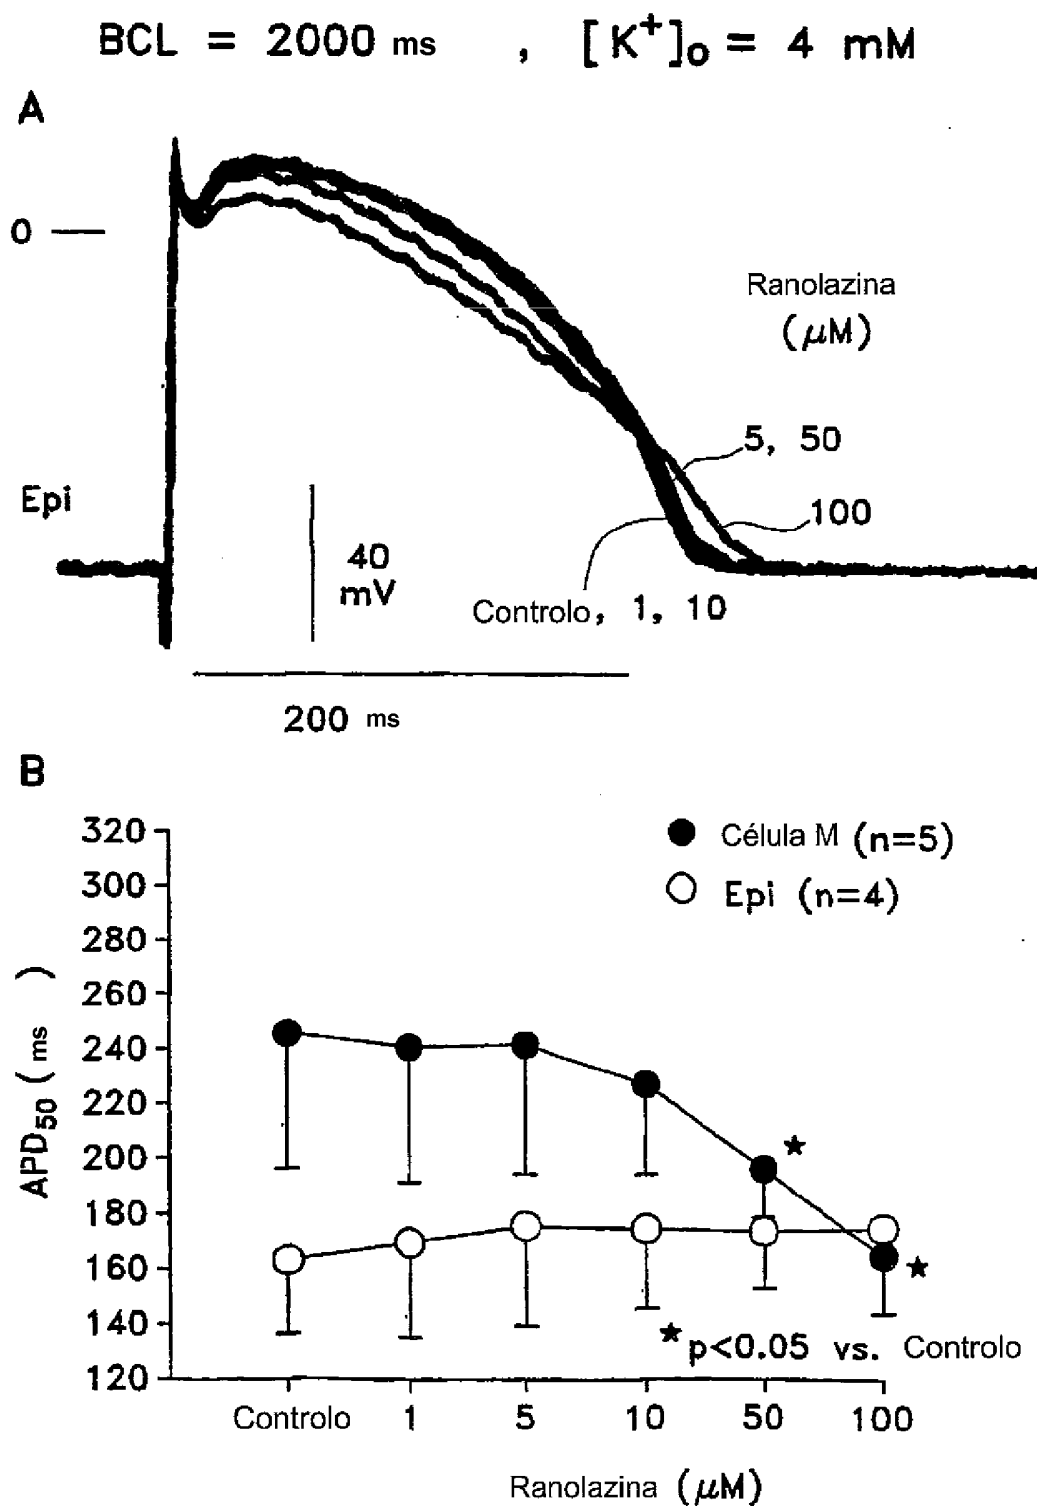 BCL = 2000 ms , [K+]o = 4 mM
A
0
Ranolazina
(μM)
5, 50
Epi
100
40
mV
Controlo, 1, 10
200 ms
B
320
300
280
260
240
220
200
180
160
140
120
APD50 (ms)
Célula M (n=5)
Epi (n=4)
★
★
★ p<0.05 vs. Controlo
Controlo 1 5 10 50 100
Ranolazina (μM)